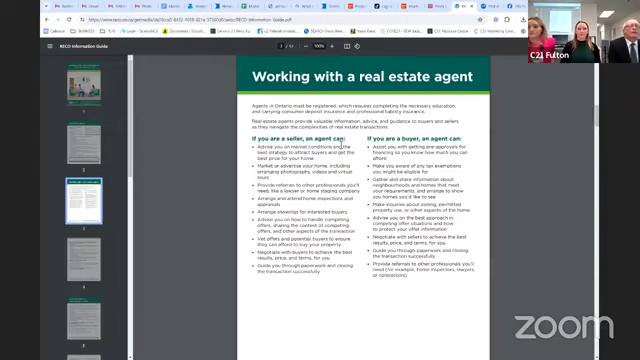 RECO Information Guide
100%
C21 Fulton
Working with a real estate agent
Agents in Ontario must be registered, which requires completing the necessary education,
and carrying consumer deposit insurance and professional liability insurance.
Real estate agents provide valuable information, advice, and guidance to buyers and sellers
as they navigate the complexities of real estate transactions.
If you are a seller, an agent can:
• Advise you on market conditions and the
best strategy to attract buyers and get the
best price for your home
• Market or advertise your home, including
arranging photographs, videos and virtual
tours
• Provide referrals to other professionals you'll
need, like a lawyer or home staging company
• Arrange and attend home inspections and
appraisals
• Arrange showings for interested buyers
• Advise you on how to handle competing
offers, sharing the content of competing
offers, and other aspects of the transaction
• Vet offers and potential buyers to ensure
they can afford to buy your property
• Negotiate with buyers to achieve the best
results, price, and terms, for you
• Guide you through paperwork and closing
the transaction successfully
If you are a buyer, an agent can:
• Assist you with getting pre-approvals for
financing so you know how much you can
afford
• Make you aware of any tax exemptions
you might be eligible for
• Gather and share information about
neighbourhoods and homes that meet
your requirements, and arrange to show
you homes you'd like to see
• Make inquiries about zoning, permitted
property use, or other aspects of the home
• Advise you on the best approach in
competing offer situations and how
to protect your offer information
• Negotiate with sellers to achieve the best
results, price, and terms, for you
• Guide you through paperwork and closing
the transaction successfully
• Provide referrals to other professionals you'll
need (for example, home inspectors, lawyers,
or contractors)
zoom